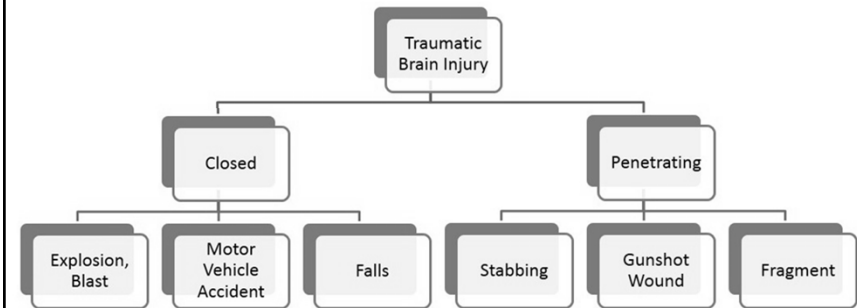 Traumatic
Brain Injury
Closed
Penetrating
Explosion,
Blast
Motor
Vehicle
Accident
Falls
Stabbing
Gunshot
Wound
Fragment